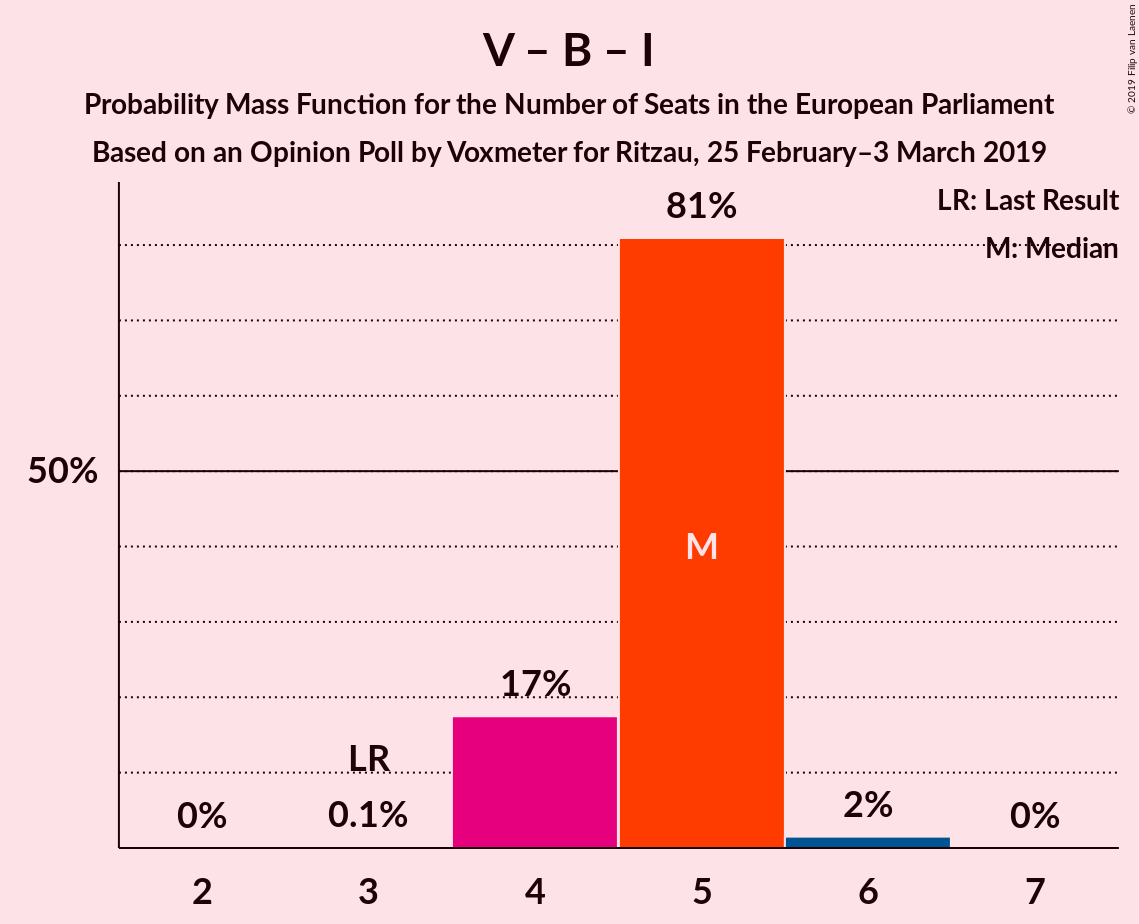 V – B – I
Probability Mass Function for the Number of Seats in the European Parliament
Based on an Opinion Poll by Voxmeter for Ritzau, 25 February–3 March 2019
© 2019 Filip van Laenen
LR: Last Result
M: Median
81%
50%
M
17%
LR
0%
0.1%
2%
0%
2
3
4
5
6
7